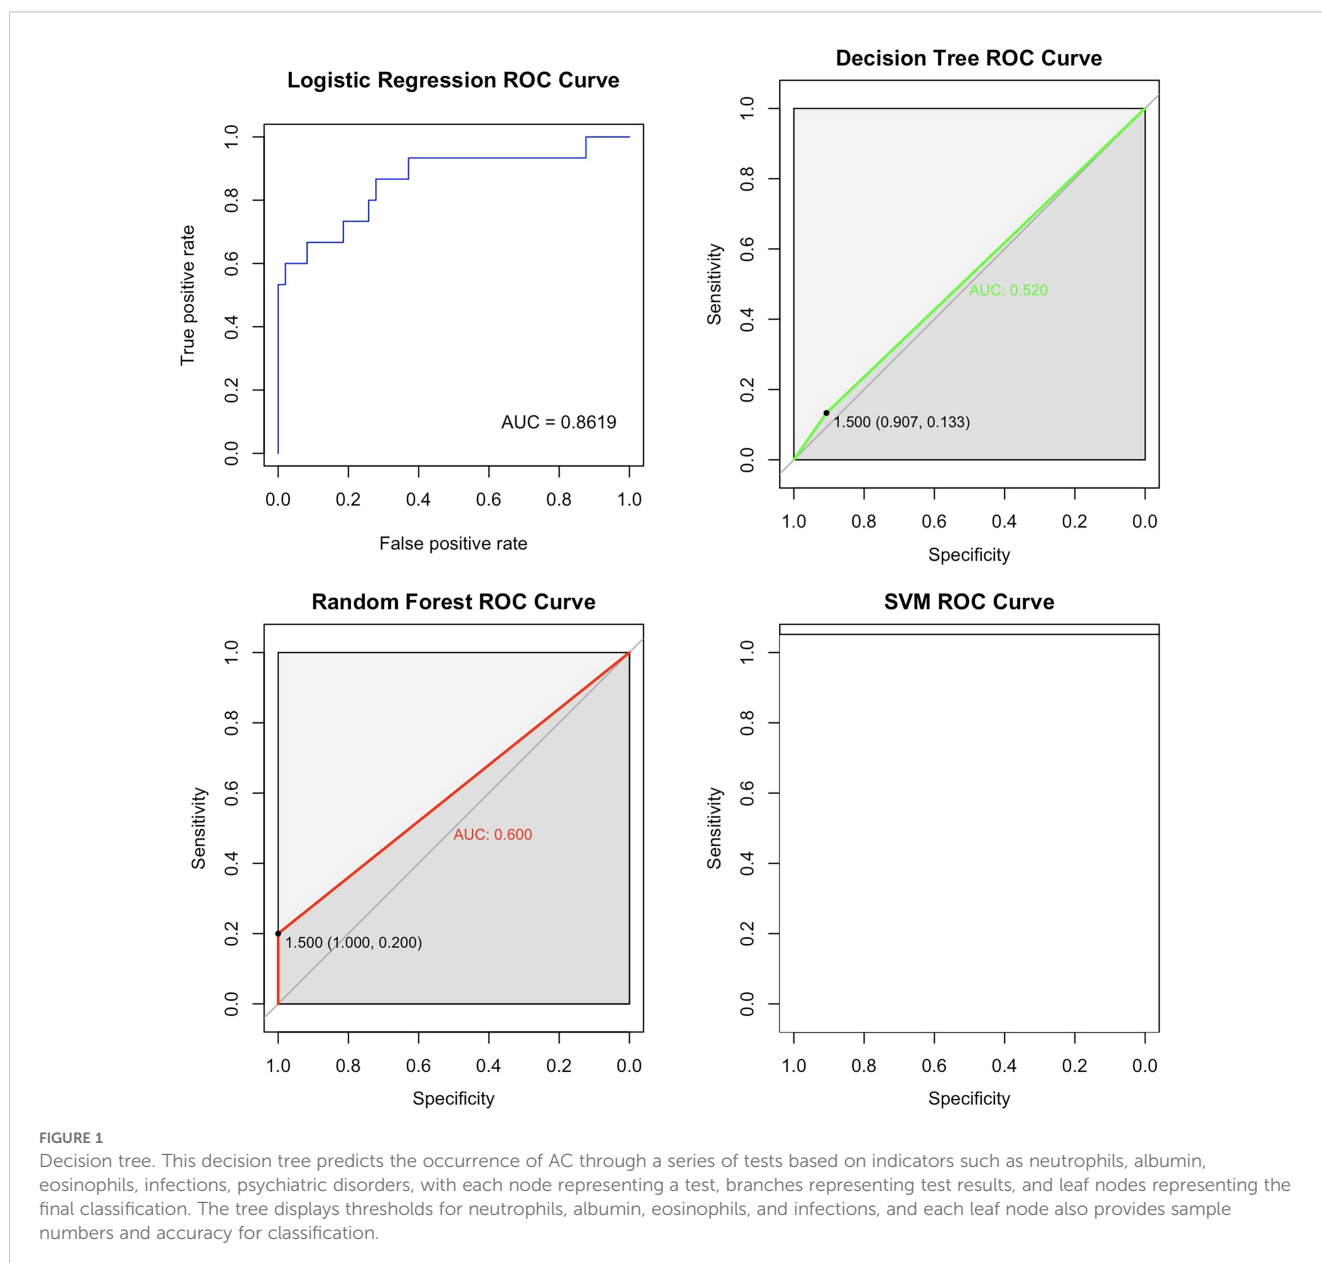 Logistic Regression ROC Curve
1.0
0.8
0.6
0.4
0.2
0.0
True positive rate
AUC = 0.8619
0.0 0.2 0.4 0.6 0.8 1.0
False positive rate
Decision Tree ROC Curve
1.0
0.8
0.6
0.4
0.2
0.0
Sensitivity
AUC: 0.520
1.500 (0.907, 0.133)
1.0 0.8 0.6 0.4 0.2 0.0
Specificity
Random Forest ROC Curve
1.0
0.8
0.6
0.4
0.2
0.0
Sensitivity
AUC: 0.600
1.500 (1.000, 0.200)
1.0 0.8 0.6 0.4 0.2 0.0
Specificity
SVM ROC Curve
1.0
0.8
0.6
0.4
0.2
0.0
Sensitivity
1.0 0.8 0.6 0.4 0.2 0.0
Specificity
FIGURE 1
Decision tree. This decision tree predicts the occurrence of AC through a series of tests based on indicators such as neutrophils, albumin,
eosinophils, infections, psychiatric disorders, with each node representing a test, branches representing test results, and leaf nodes representing the
final classification. The tree displays thresholds for neutrophils, albumin, eosinophils, and infections, and each leaf node also provides sample
numbers and accuracy for classification.